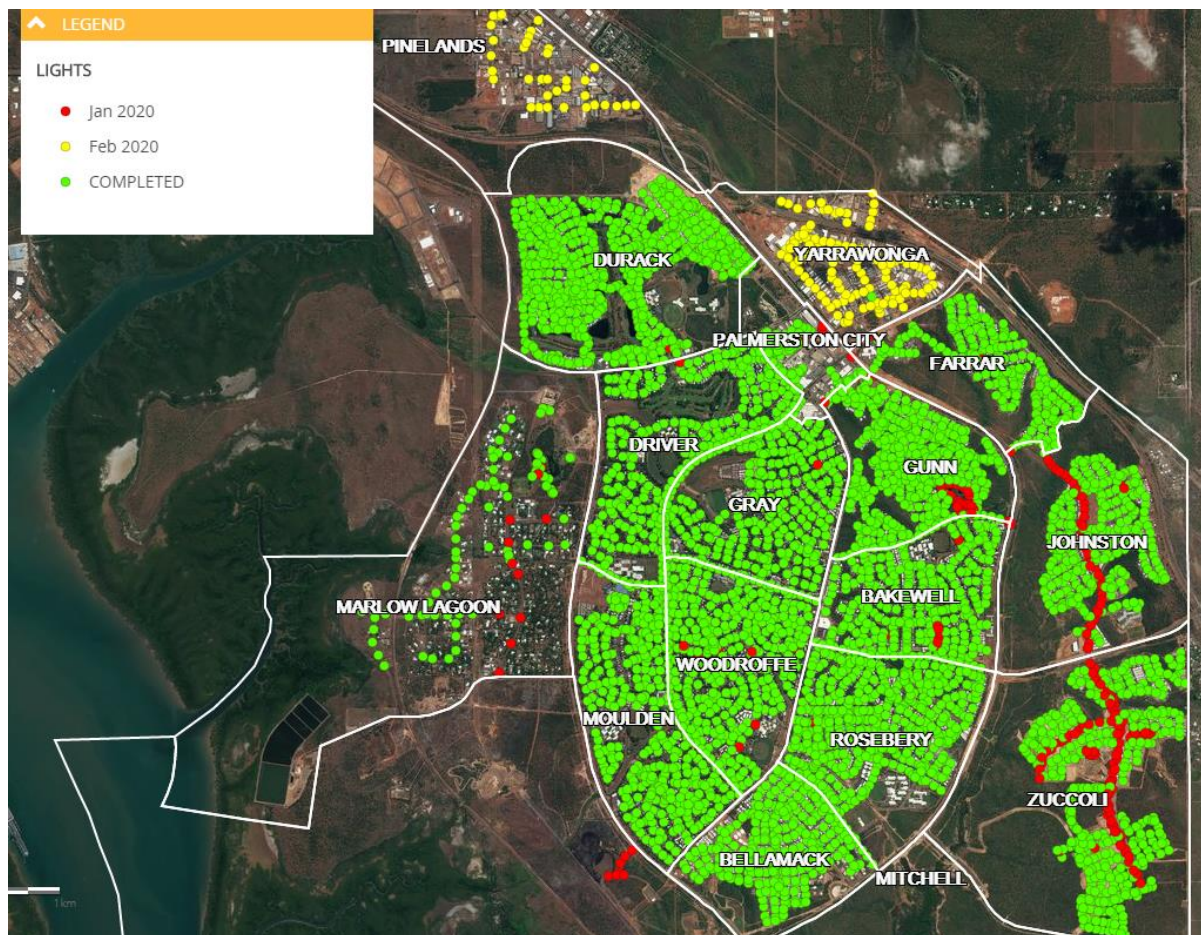 LEGEND
LIGHTS
Jan 2020
Feb 2020
COMPLETED
PINELANDS
DURACK
YARRAWONGA
PALMERSTON CITY
FARRAR
DRIVER
GUNN
GRAY
JOHNSTON
BAKEWELL
MARLOW LAGOON
WOODROFFE
MOULDEN
ROSEBERY
ZUCCOLI
BELLAMACK
MITCHELL
1km